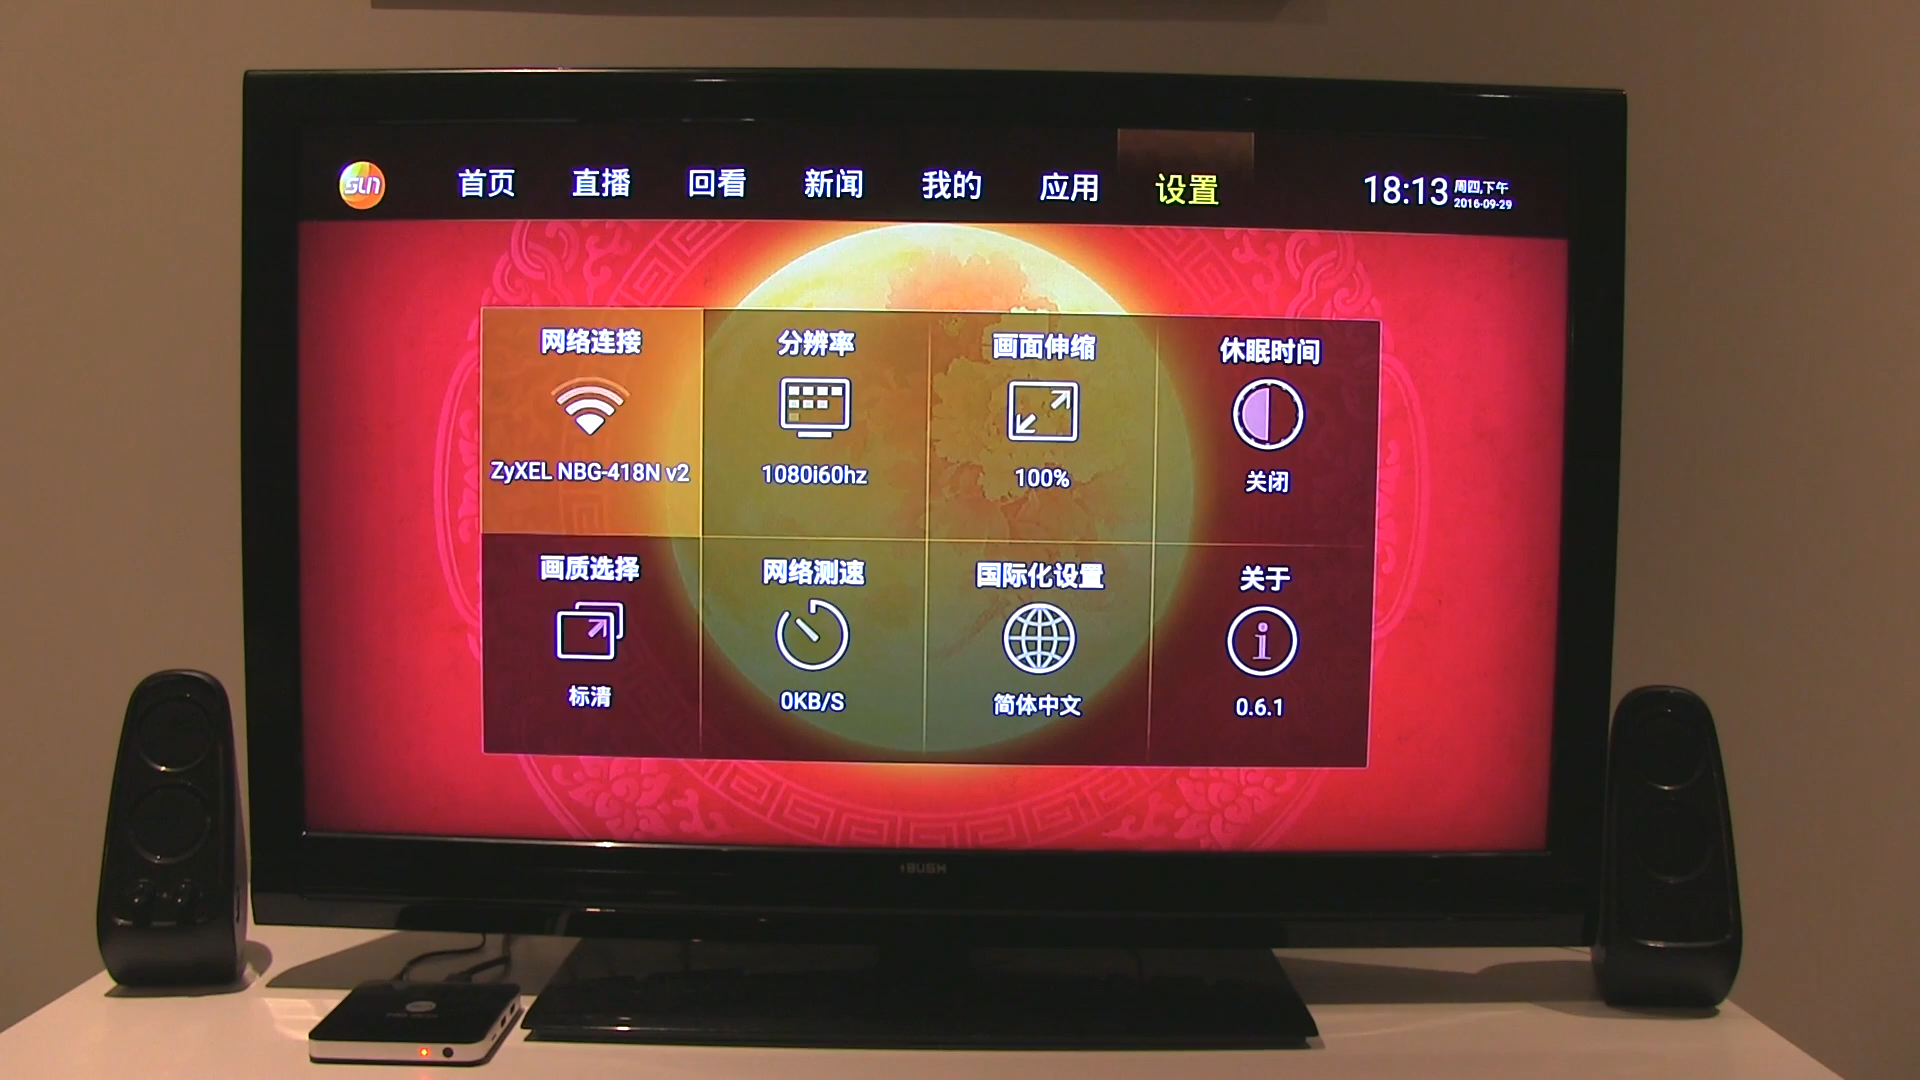 SUN
首页 直播 回看 新闻 我的 应用 设置
18:13 周四,下午
2016-09-29
网络连接
ZyXEL NBG-418N v2
分辨率
1080i60hz
画面伸缩
100%
休眠时间
关闭
画质选择
标清
网络测速
0KB/S
国际化设置
简体中文
关于
i
0.6.1
BUSH